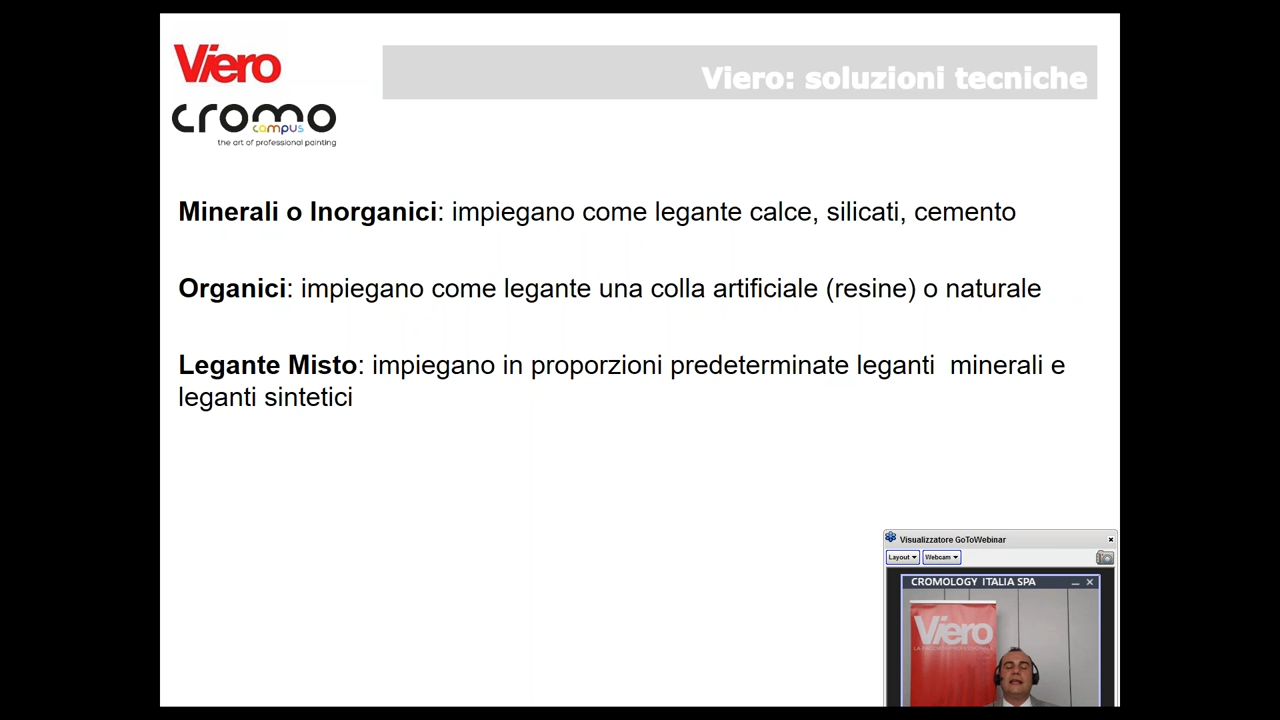 Viero
cromo
campus
the art of professional painting
Viero: soluzioni tecniche
Minerali o Inorganici: impiegano come legante calce, silicati, cemento
Organici: impiegano come legante una colla artificiale (resine) o naturale
Legante Misto: impiegano in proporzioni predeterminate leganti minerali e
leganti sintetici
Visualizzatore GoToWebinar
Layout
Webcam
CROMOLOGY ITALIA SPA
Viero